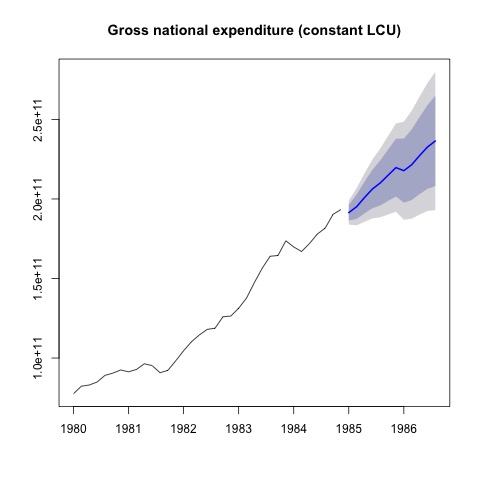 Gross national expenditure (constant LCU)
2.5e+11
2.0e+11
1.5e+11
1.0e+11
1980 1981 1982 1983 1984 1985 1986